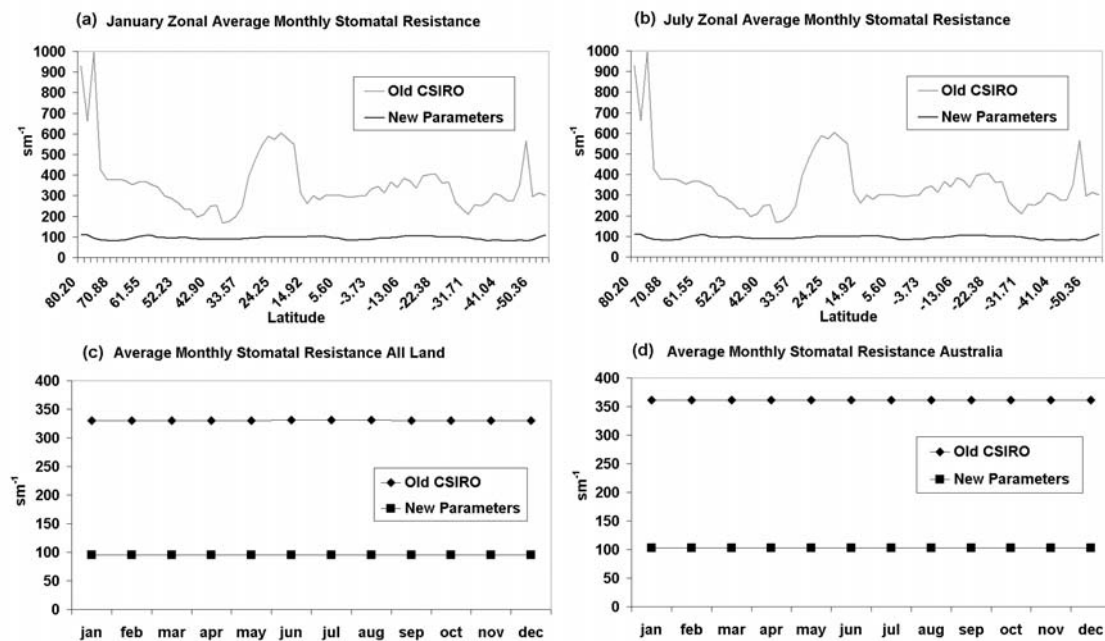 (a) January Zonal Average Monthly Stomatal Resistance
1000
900
800
700
600
500
400
300
200
100
0
sm-1
Old CSIRO
New Parameters
80.20 70.88 61.55 52.23 42.90 33.57 24.25 14.92 5.60 -3.73 -13.06 -22.38 -31.71 -41.04 -50.36
Latitude
(b) July Zonal Average Monthly Stomatal Resistance
1000
900
800
700
600
500
400
300
200
100
0
sm-1
Old CSIRO
New Parameters
80.20 70.88 61.55 52.23 42.90 33.57 24.25 14.92 5.60 -3.73 -13.06 -22.38 -31.71 -41.04 -50.36
Latitude
(c) Average Monthly Stomatal Resistance All Land
400
350
300
250
200
150
100
50
0
sm-1
Old CSIRO
New Parameters
jan feb mar apr may jun jul aug sep oct nov dec
(d) Average Monthly Stomatal Resistance Australia
400
350
300
250
200
150
100
50
0
sm-1
Old CSIRO
New Parameters
jan feb mar apr may jun jul aug sep oct nov dec